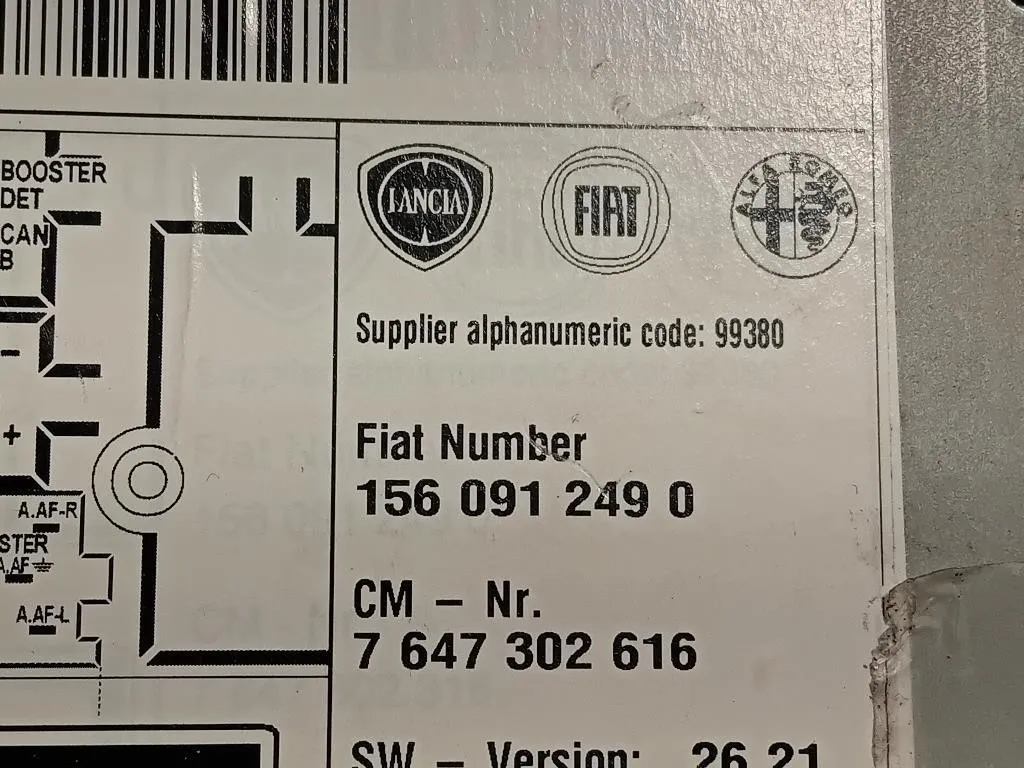 BOOSTER
DET
CAN
B
-
+
A.AF-R
STER
A.AF
A.AF-L
LANCIA
FIAT
ALFA ROMEO
Supplier alphanumeric code: 99380
Fiat Number
156 091 249 0
CM - Nr.
7 647 302 616
SW - Version: 26.21